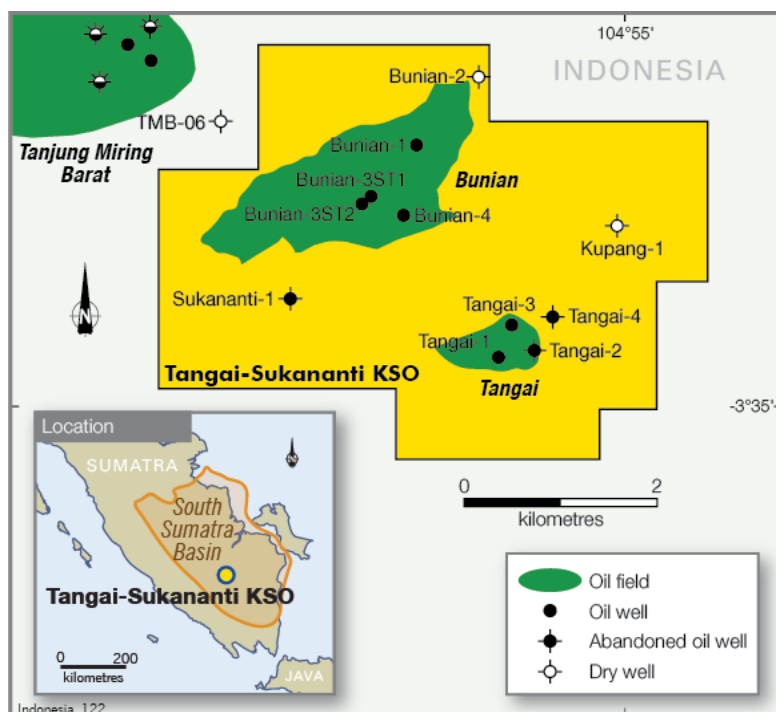 104°55'
INDONESIA
Bunian-2
TMB-06
Tanjung Miring
Barat
Bunian-1
Bunian
Bunian-3ST1
Bunian-3ST2
Bunian-4
Kupang-1
Sukananti-1
Tangai-3
Tangai-4
Tangai-1
Tangai-2
Tangai-Sukananti KSO
Tangai
N
-3°35'
Location
SUMATRA
South
Sumatra
Basin
Tangai-Sukananti KSO
0 200
kilometres
JAVA
0 2
kilometres
Oil field
Oil well
Abandoned oil well
Dry well
Indonesia 122